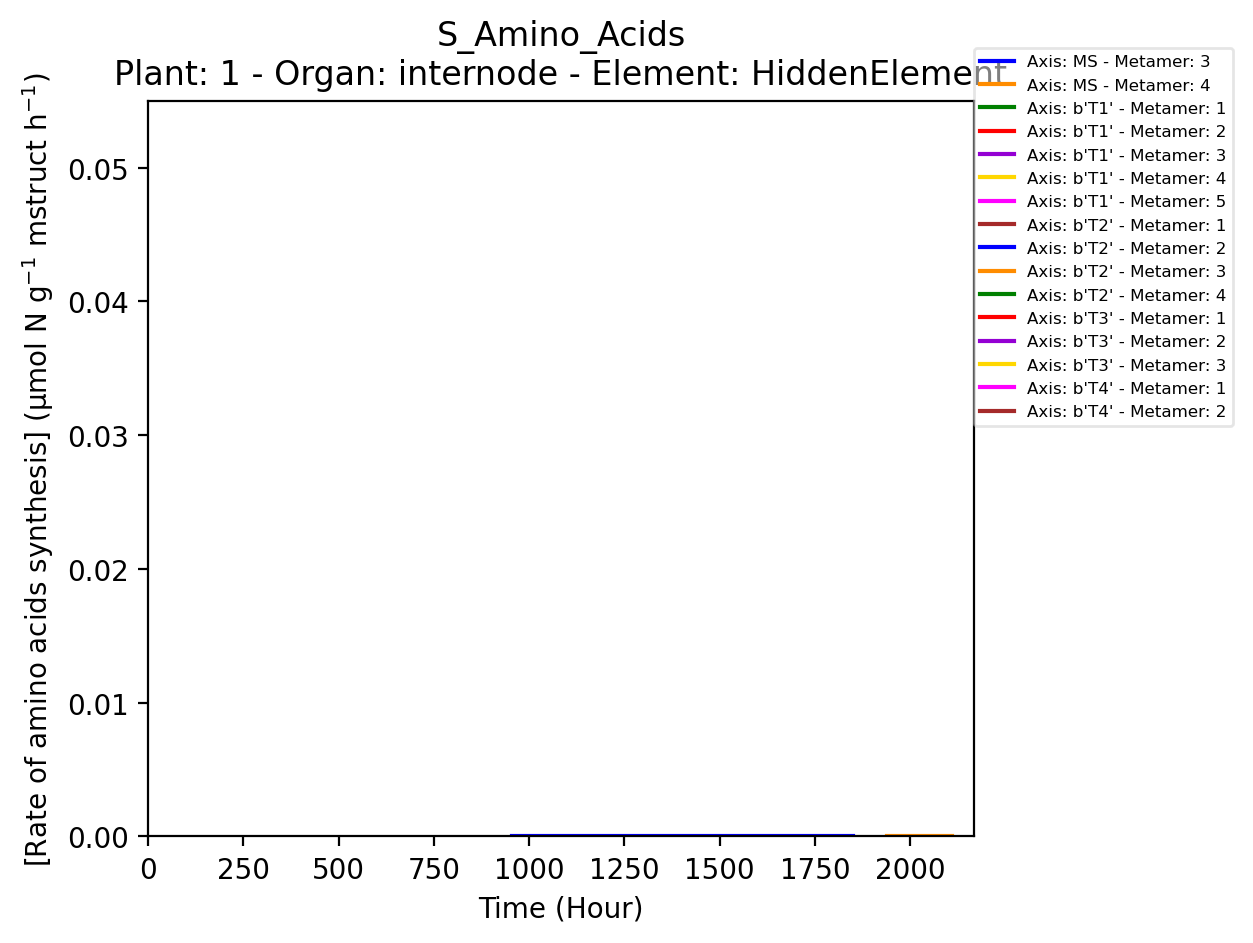 S_Amino_Acids
Plant: 1 - Organ: internode - Element: HiddenElement
[Rate of amino acids synthesis] (µmol N g⁻¹ mstruct h⁻¹)
0.05
0.04
0.03
0.02
0.01
0.00
0 250 500 750 1000 1250 1500 1750 2000
Time (Hour)
Axis: MS - Metamer: 3
Axis: MS - Metamer: 4
Axis: b'T1' - Metamer: 1
Axis: b'T1' - Metamer: 2
Axis: b'T1' - Metamer: 3
Axis: b'T1' - Metamer: 4
Axis: b'T1' - Metamer: 5
Axis: b'T2' - Metamer: 1
Axis: b'T2' - Metamer: 2
Axis: b'T2' - Metamer: 3
Axis: b'T2' - Metamer: 4
Axis: b'T3' - Metamer: 1
Axis: b'T3' - Metamer: 2
Axis: b'T3' - Metamer: 3
Axis: b'T4' - Metamer: 1
Axis: b'T4' - Metamer: 2